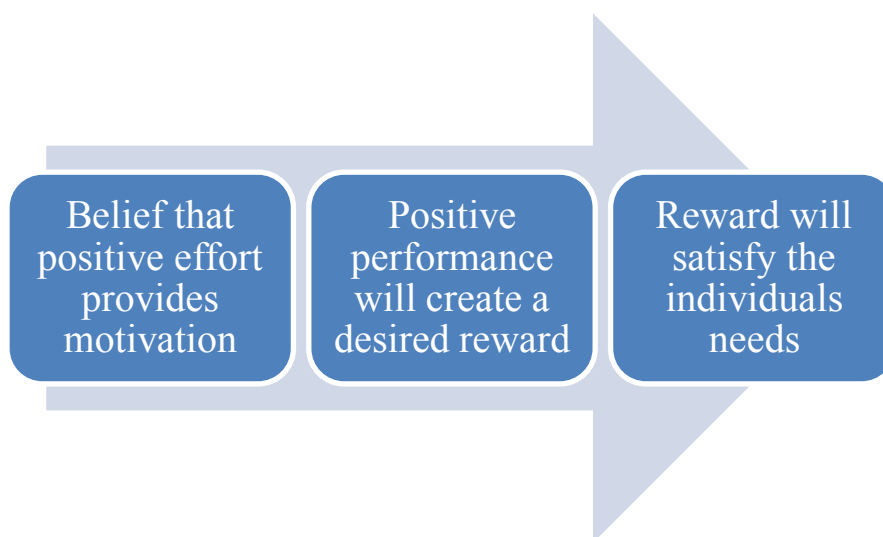 Belief that
positive effort
provides
motivation
Positive
performance
will create a
desired reward
Reward will
satisfy the
individuals
needs